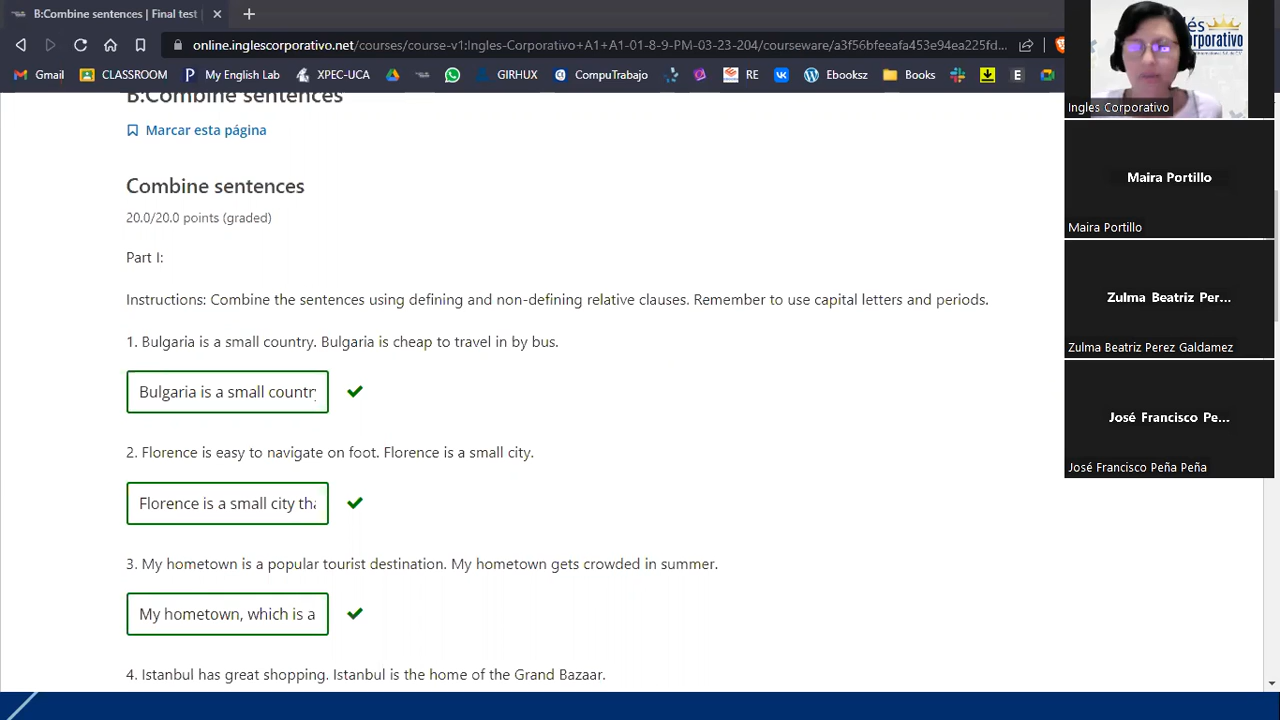 B:Combine sentences | Final test
online.inglescorporativo.net/courses/course-v1:Ingles-Corporativo+A1+A1-01-8-9-PM-03-23-204/courseware/a3f56bfeefa453e94ea225fd...
Gmail CLASSROOM My English Lab XPEC-UCA GIRHUX CompuTrabajo RE Ebooksz Books
B:Combine sentences
Marcar esta página
Combine sentences
20.0/20.0 points (graded)
Part I:
Instructions: Combine the sentences using defining and non-defining relative clauses. Remember to use capital letters and periods.
1. Bulgaria is a small country. Bulgaria is cheap to travel in by bus.
Bulgaria is a small country
2. Florence is easy to navigate on foot. Florence is a small city.
Florence is a small city tha
3. My hometown is a popular tourist destination. My hometown gets crowded in summer.
My hometown, which is a
4. Istanbul has great shopping. Istanbul is the home of the Grand Bazaar.
Corporativo
Ingles Corporativo
Maira Portillo
Maira Portillo
Zulma Beatriz Per...
Zulma Beatriz Perez Galdamez
José Francisco Pe...
José Francisco Peña Peña